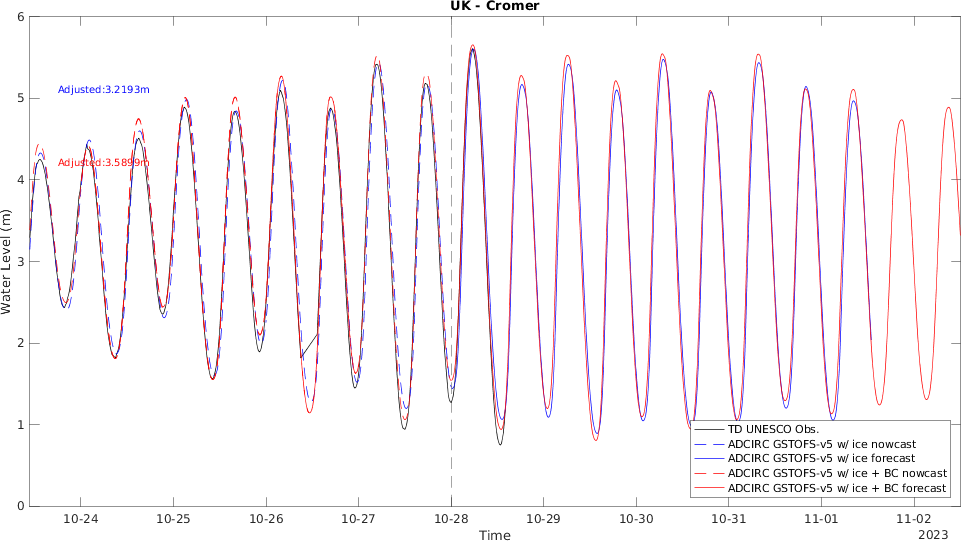 UK - Cromer
6
5
4
3
2
1
0
Water Level (m)
Adjusted:3.2193m
Adjusted:3.5899m
TD UNESCO Obs.
ADCIRC GSTOFS-v5 w/ ice nowcast
ADCIRC GSTOFS-v5 w/ ice forecast
ADCIRC GSTOFS-v5 w/ ice + BC nowcast
ADCIRC GSTOFS-v5 w/ ice + BC forecast
10-24 10-25 10-26 10-27 10-28 10-29 10-30 10-31 11-01 11-02
Time
2023